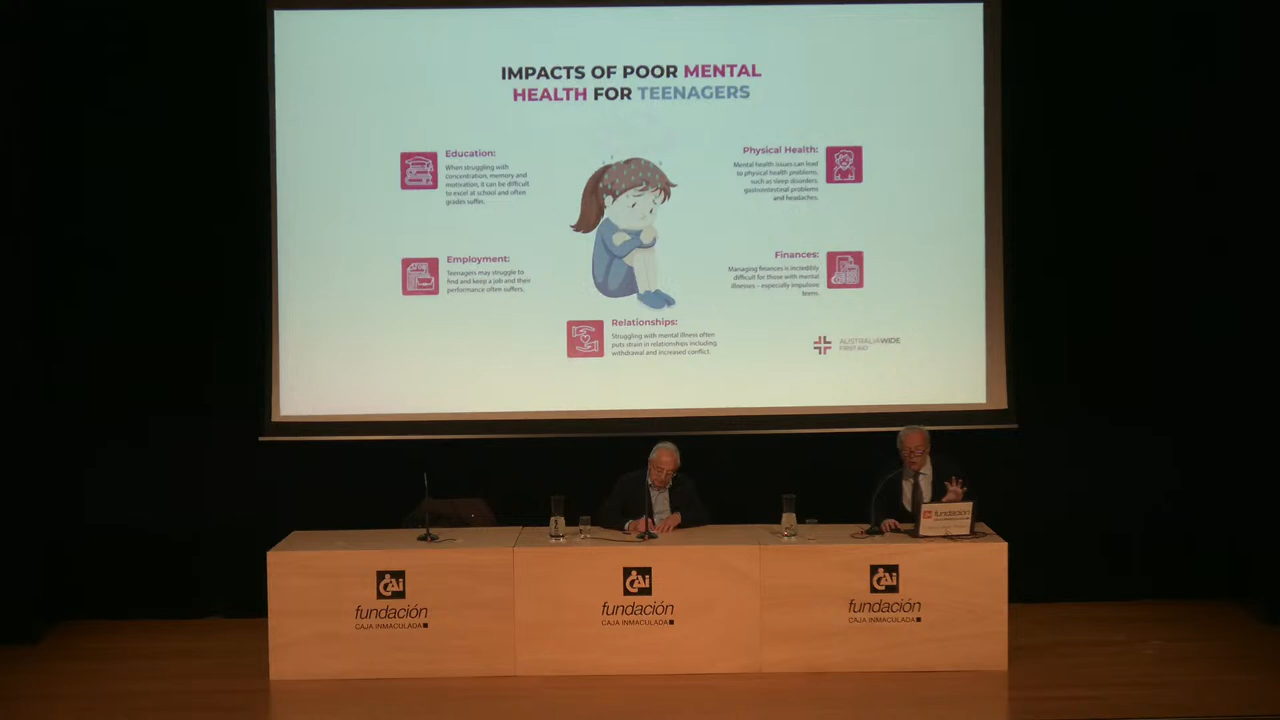 IMPACTS OF POOR MENTAL
HEALTH FOR TEENAGERS
Education:
When struggling with
concentration, memory and
motivation, it can be difficult
to excel at school and often
grades suffer.
Physical Health:
Mental health issues can lead
to physical health problems,
such as sleep disorders,
gastrointestinal problems
and headaches.
Employment:
Teenagers may struggle to
find and keep a job and their
performance often suffers.
Finances:
Managing finances is incredibly
difficult for those with mental
illnesses – especially impulsive
teens.
Relationships:
Struggling with mental illness often
puts strain in relationships including
withdrawal and increased conflict.
AUSTRALIAWIDE
FIRST AID
fundación
CAi
fundación
CAJA INMACULADA
CAi
fundación
CAJA INMACULADA
CAi
fundación
CAJA INMACULADA